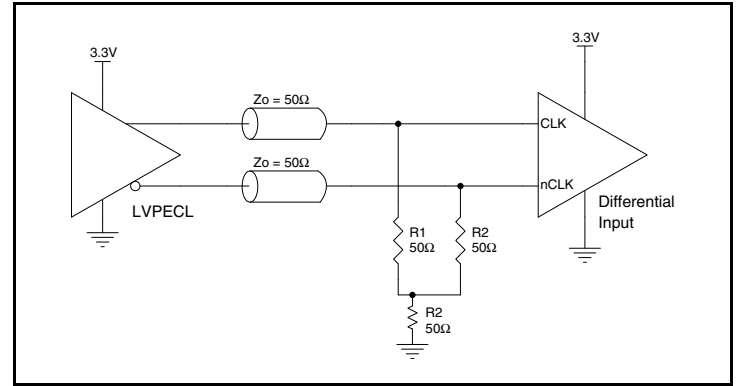 3.3V
3.3V
Zo = 50Ω
CLK
Zo = 50Ω
nCLK
LVPECL
Differential
Input
R1
50Ω
R2
50Ω
R2
50Ω